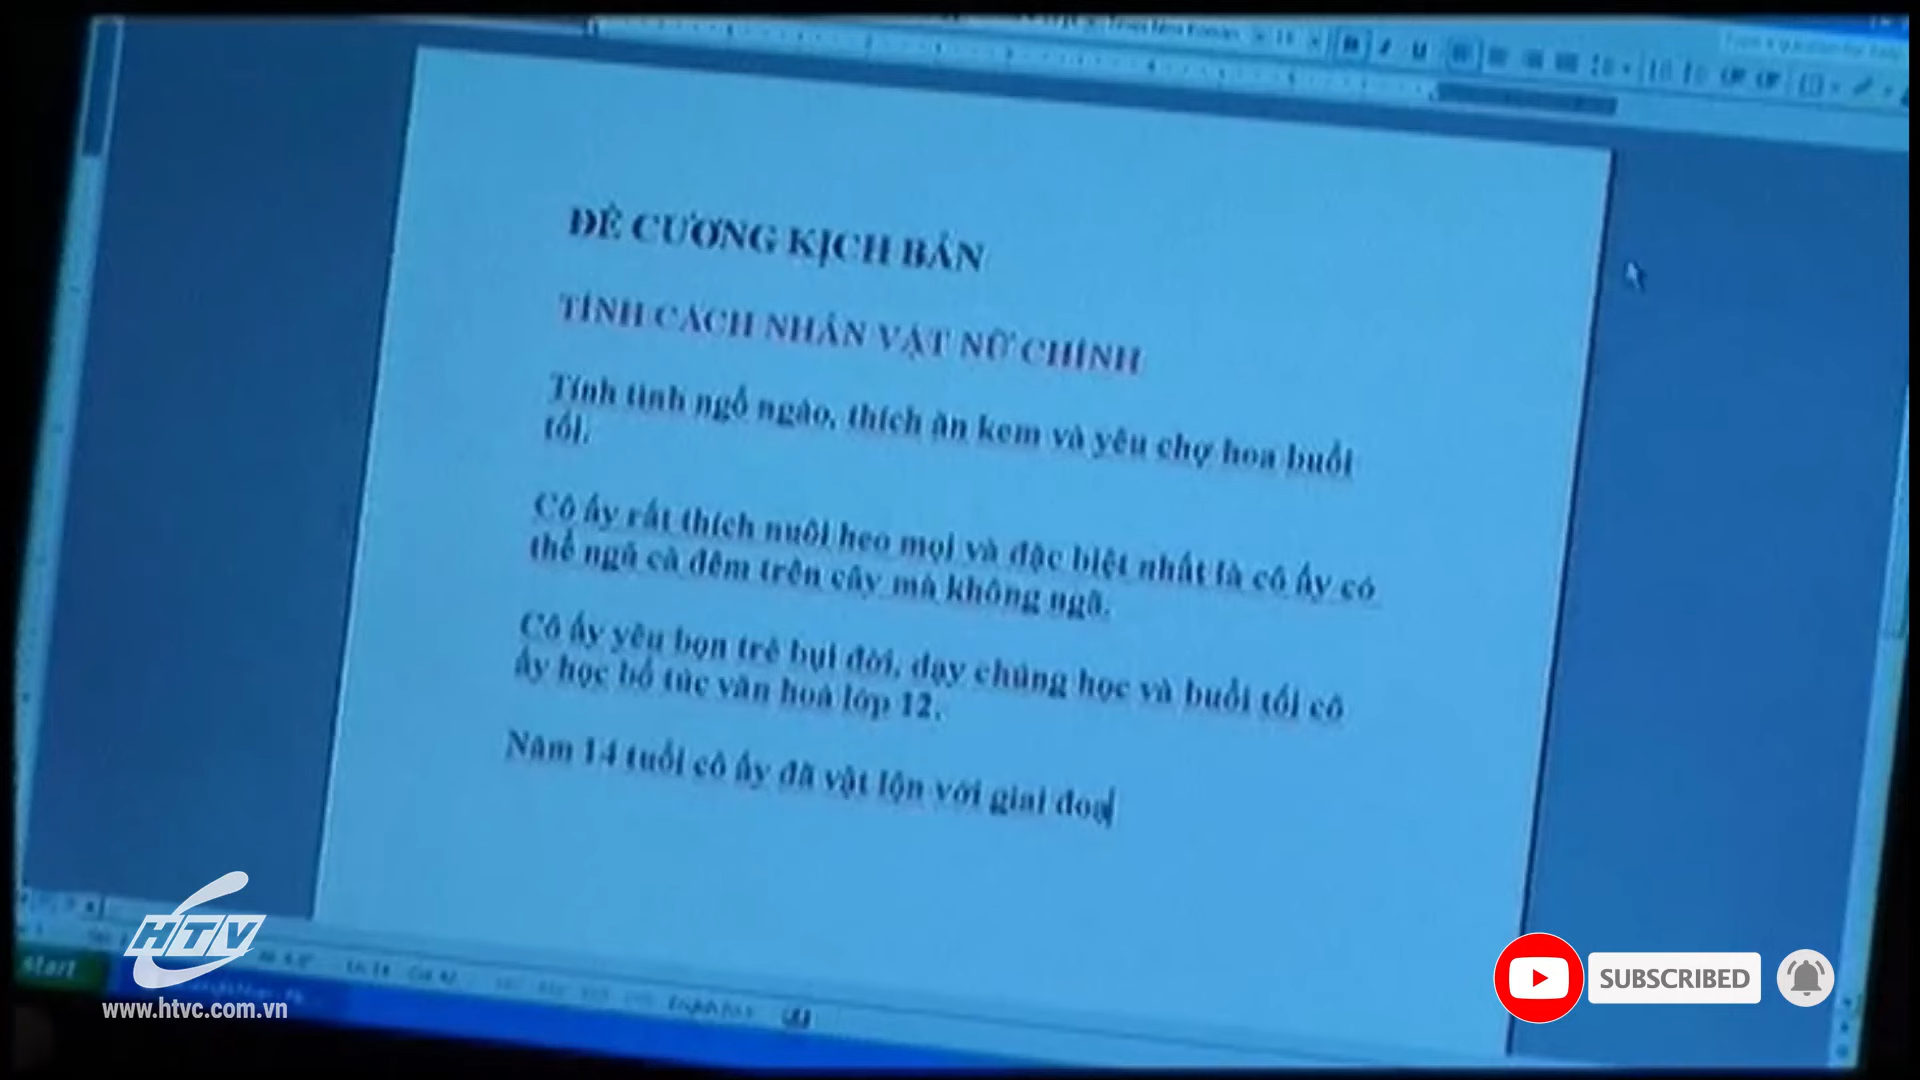 ĐỀ CƯƠNG KỊCH BẢN
TÍNH CÁCH NHÂN VẬT NỮ CHÍNH
Tính tình ngổ ngáo, thích ăn kem và yêu chợ hoa buổi
tối.
Cô ấy rất thích nuôi heo mọi và đặc biệt nhất là cô ấy có
thể ngủ cả đêm trên cây mà không ngã.
Cô ấy yêu bọn trẻ bụi đời, dạy chúng học và buổi tối cô
ấy học bổ túc văn hoá lớp 12.
Năm 14 tuổi cô ấy đã vật lộn với giai đoạ
start
HTV
www.htvc.com.vn
SUBSCRIBED